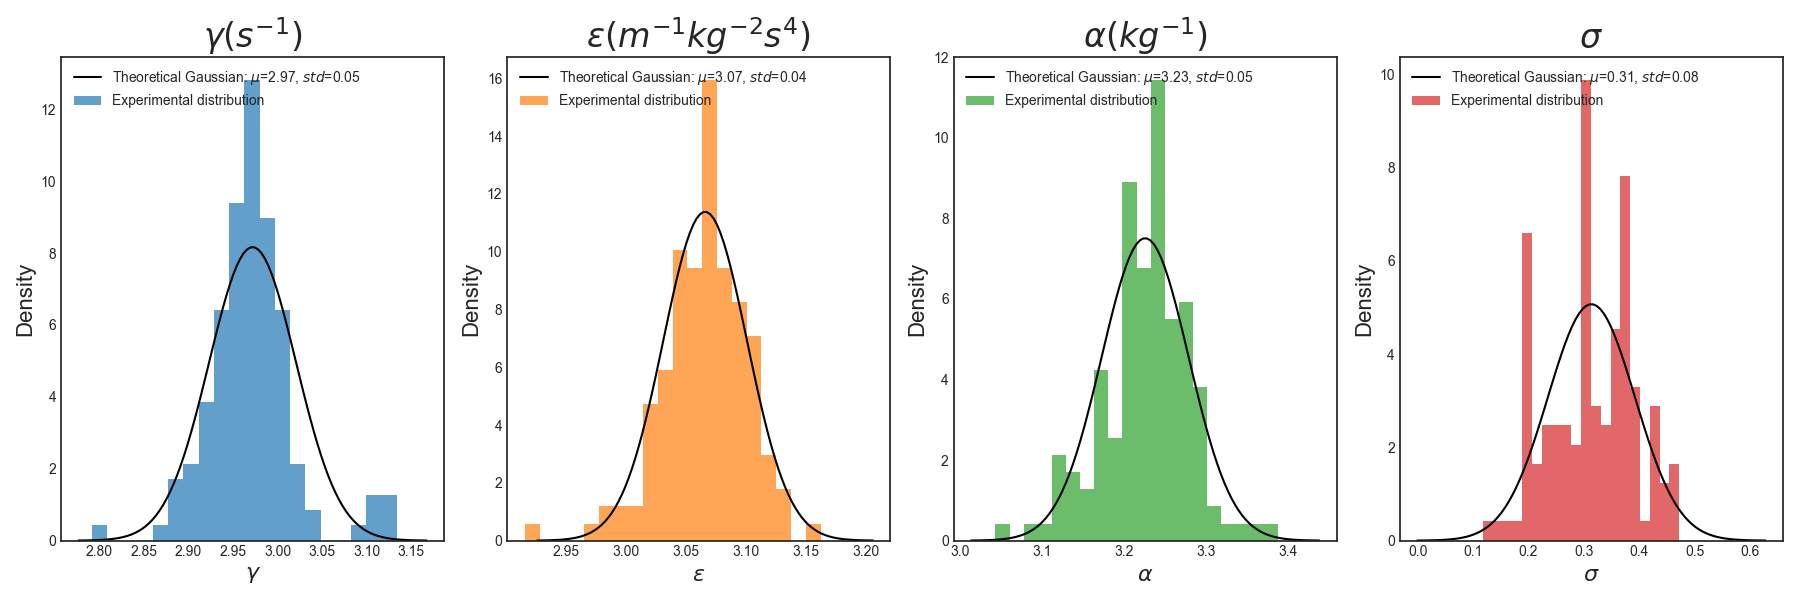 γ(s⁻¹)
Theoretical Gaussian: μ=2.97, std=0.05
Experimental distribution
Density
12
10
8
6
4
2
0
2.80 2.85 2.90 2.95 3.00 3.05 3.10 3.15
γ
ε(m⁻¹kg⁻²s⁴)
Theoretical Gaussian: μ=3.07, std=0.04
Experimental distribution
Density
16
14
12
10
8
6
4
2
0
2.95 3.00 3.05 3.10 3.15 3.20
ε
α(kg⁻¹)
Theoretical Gaussian: μ=3.23, std=0.05
Experimental distribution
Density
12
10
8
6
4
2
0
3.0 3.1 3.2 3.3 3.4
α
σ
Theoretical Gaussian: μ=0.31, std=0.08
Experimental distribution
Density
10
8
6
4
2
0
0.0 0.1 0.2 0.3 0.4 0.5 0.6
σ